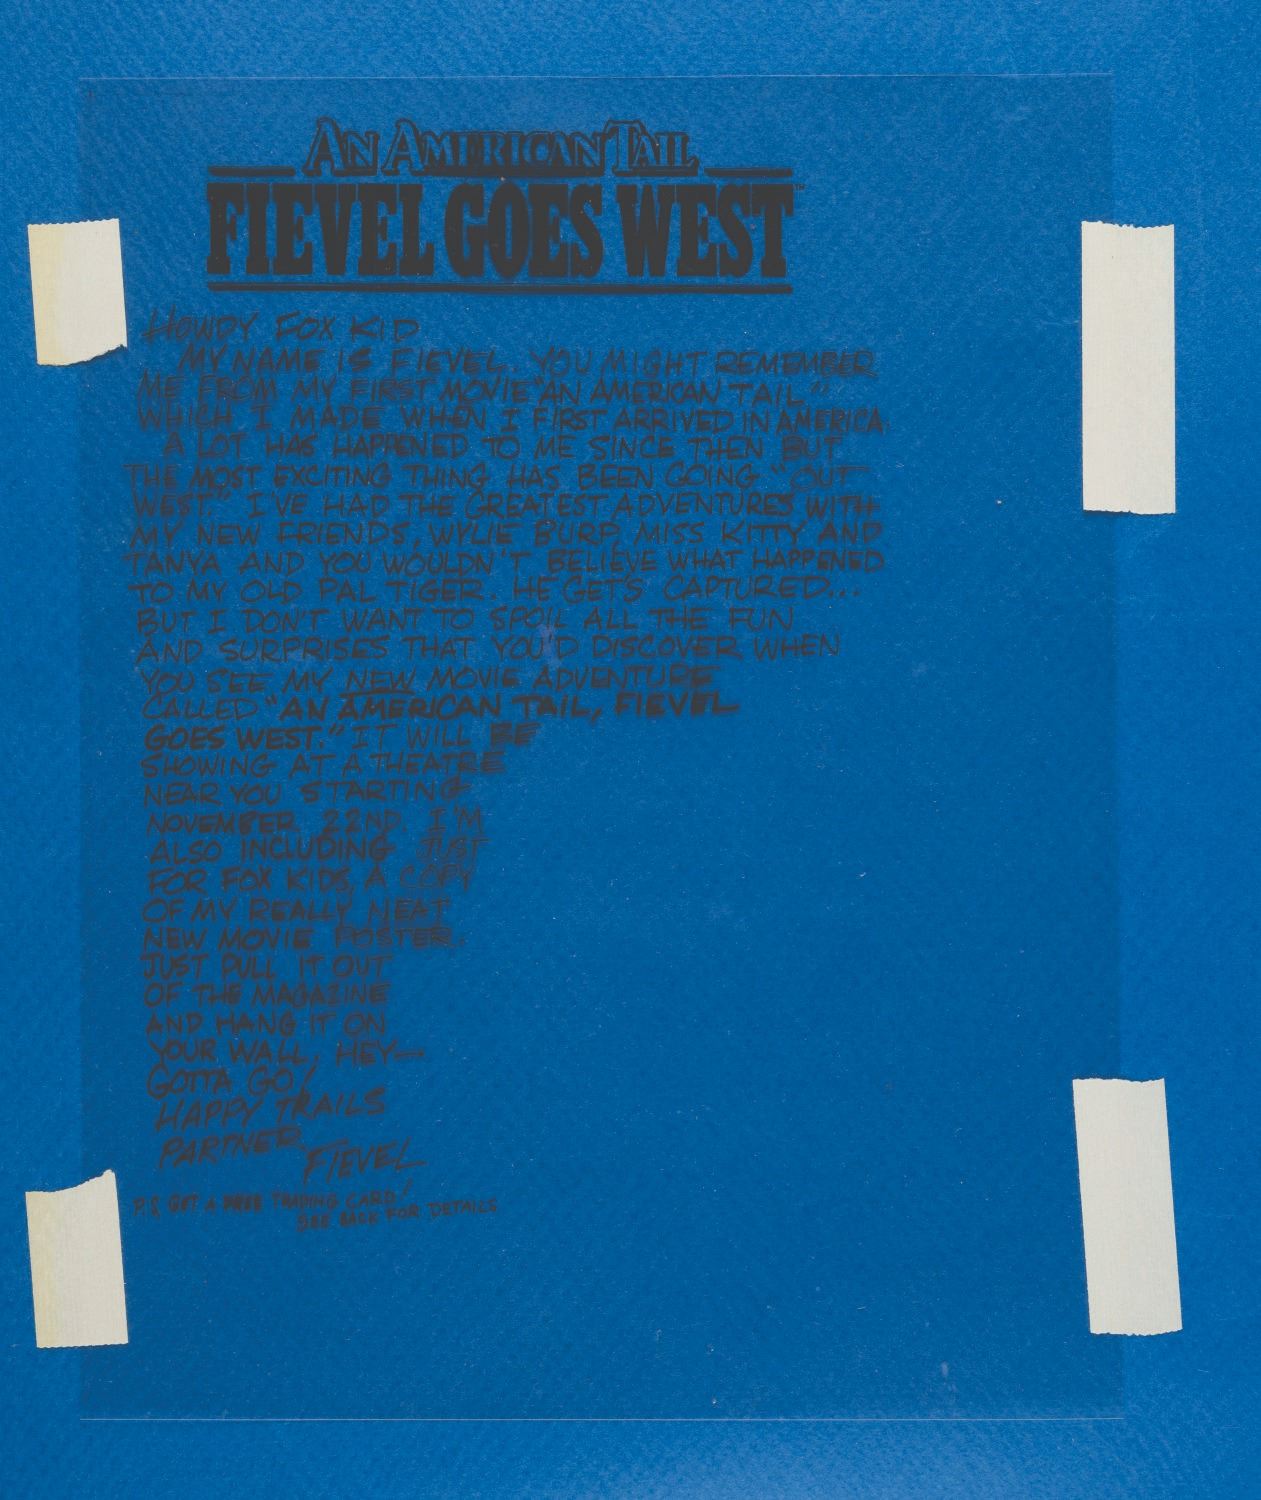 AN AMERICAN TAIL
FIEVEL GOES WEST™
HOWDY FOX KID
MY NAME IS FIEVEL. YOU MIGHT REMEMBER
ME FROM MY FIRST MOVIE "AN AMERICAN TAIL"
WHICH I MADE WHEN I FIRST ARRIVED IN AMERICA.
A LOT HAS HAPPENED TO ME SINCE THEN BUT
THE MOST EXCITING THING HAS BEEN GOING "OUT
WEST." I'VE HAD THE GREATEST ADVENTURES WITH
MY NEW FRIENDS, WYLIE BURP, MISS KITTY AND
TANYA AND YOU WOULDN'T BELIEVE WHAT HAPPENED
TO MY OLD PAL TIGER. HE GET'S CAPTURED...
BUT I DON'T WANT TO SPOIL ALL THE FUN
AND SURPRISES THAT YOU'D DISCOVER WHEN
YOU SEE MY NEW MOVIE ADVENTURE
CALLED "AN AMERICAN TAIL, FIEVEL
GOES WEST." IT WILL BE
SHOWING AT A THEATRE
NEAR YOU STARTING
NOVEMBER 22ND. I'M
ALSO INCLUDING JUST
FOR FOX KIDS, A COPY
OF MY REALLY NEAT
NEW MOVIE POSTER.
JUST PULL IT OUT
OF THE MAGAZINE
AND HANG IT ON
YOUR WALL. HEY—
GOTTA GO!
HAPPY TRAILS
PARTNER,
FIEVEL
P.S. GET A FREE TRADING CARD!
SEE BACK FOR DETAILS